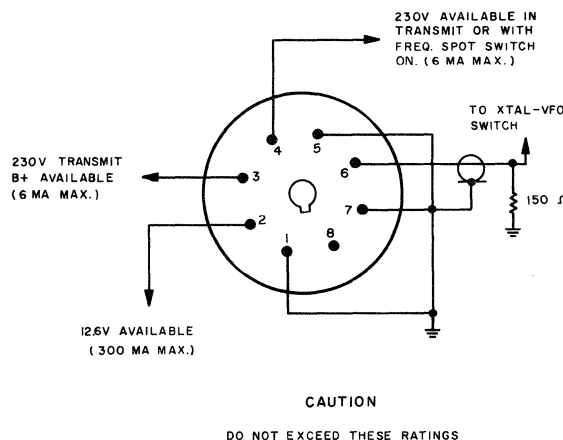 230V AVAILABLE IN
TRANSMIT OR WITH
FREQ. SPOT SWITCH
ON. (6 MA MAX.)
TO XTAL-VFO
SWITCH
4
5
6
230V TRANSMIT
B+ AVAILABLE
(6 MA MAX.)
3
150 Ω
2
7
1
8
12.6V AVAILABLE
(300 MA MAX.)
CAUTION
DO NOT EXCEED THESE RATINGS